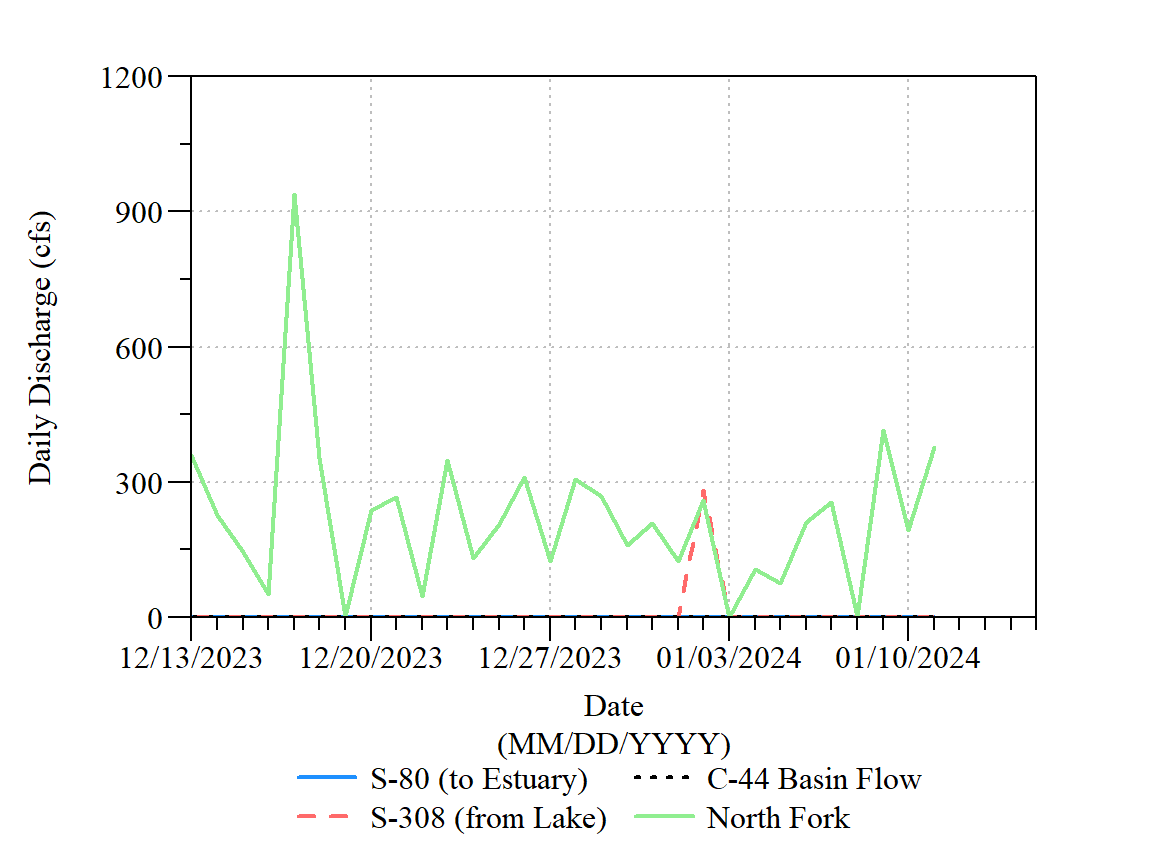 1200
900
600
300
0
Daily Discharge (cfs)
12/13/2023 12/20/2023 12/27/2023 01/03/2024 01/10/2024
Date
(MM/DD/YYYY)
S-80 (to Estuary) C-44 Basin Flow
S-308 (from Lake) North Fork